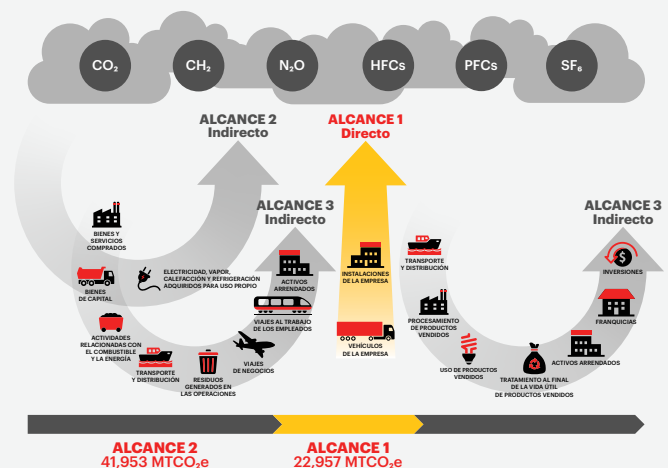 CO₂
CH₂
N₂O
HFCs
PFCs
SF₆
ALCANCE 2
Indirecto
ALCANCE 1
Directo
ALCANCE 3
Indirecto
ALCANCE 3
Indirecto
BIENES Y
SERVICIOS
COMPRADOS
BIENES
DE CAPITAL
ELECTRICIDAD, VAPOR,
CALEFACCIÓN Y REFRIGERACIÓN
ADQUIRIDOS PARA USO PROPIO
ACTIVIDADES
RELACIONADAS CON
EL COMBUSTIBLE
Y LA ENERGÍA
TRANSPORTE
Y DISTRIBUCIÓN
RESIDUOS
GENERADOS EN
LAS OPERACIONES
VIAJES
DE NEGOCIOS
VIAJES AL TRABAJO
DE LOS EMPLEADOS
ACTIVOS
ARRENDADOS
INSTALACIONES
DE LA EMPRESA
VEHÍCULOS
DE LA EMPRESA
TRANSPORTE
Y DISTRIBUCIÓN
PROCESAMIENTO
DE PRODUCTOS
VENDIDOS
USO DE PRODUCTOS
VENDIDOS
TRATAMIENTO AL FINAL
DE LA VIDA ÚTIL
DE PRODUCTOS VENDIDOS
ACTIVOS ARRENDADOS
FRANQUICIAS
$
INVERSIONES
ALCANCE 2
41,953 MTCO₂e
ALCANCE 1
22,957 MTCO₂e